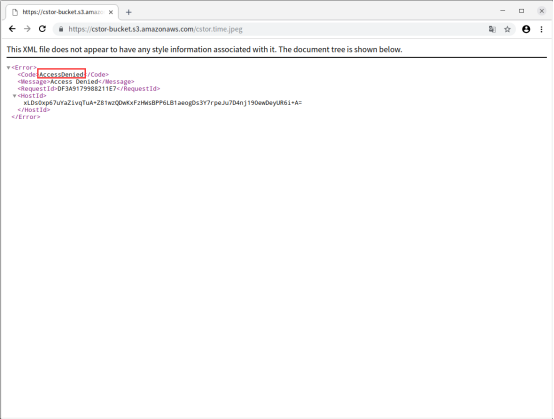 https://cstor-bucket.s3.amazo
https://cstor-bucket.s3.amazonaws.com/cstor.time.jpeg
This XML file does not appear to have any style information associated with it. The document tree is shown below.
▼<Error>
<Code>AccessDenied</Code>
<Message>Access Denied</Message>
<RequestId>DF3A9179988211E7</RequestId>
▼<HostId>
xLDs0xp67uYaZivqTuA+Z81wzQDWKxFzHWsBPP6LB1aeogDs3Y7rpeJu7D4nj19OewDeyUR6i+A=
</HostId>
</Error>